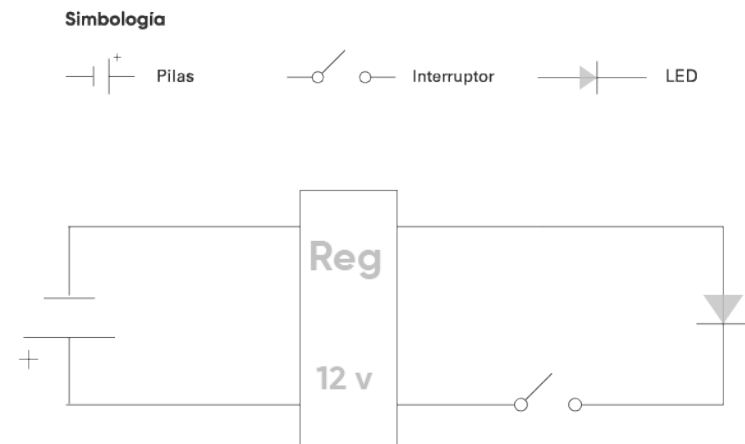 Simbología
+
Pilas
Interruptor
LED
Reg
+
12 v